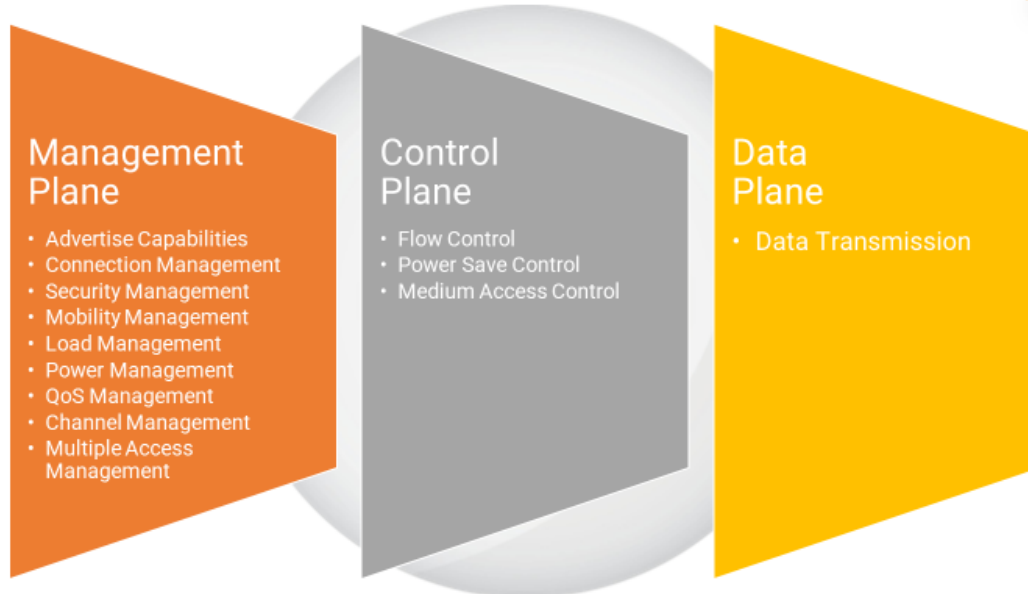 Management
Plane
• Advertise Capabilities
• Connection Management
• Security Management
• Mobility Management
• Load Management
• Power Management
• QoS Management
• Channel Management
• Multiple Access
Management
Control
Plane
• Flow Control
• Power Save Control
• Medium Access Control
Data
Plane
• Data Transmission